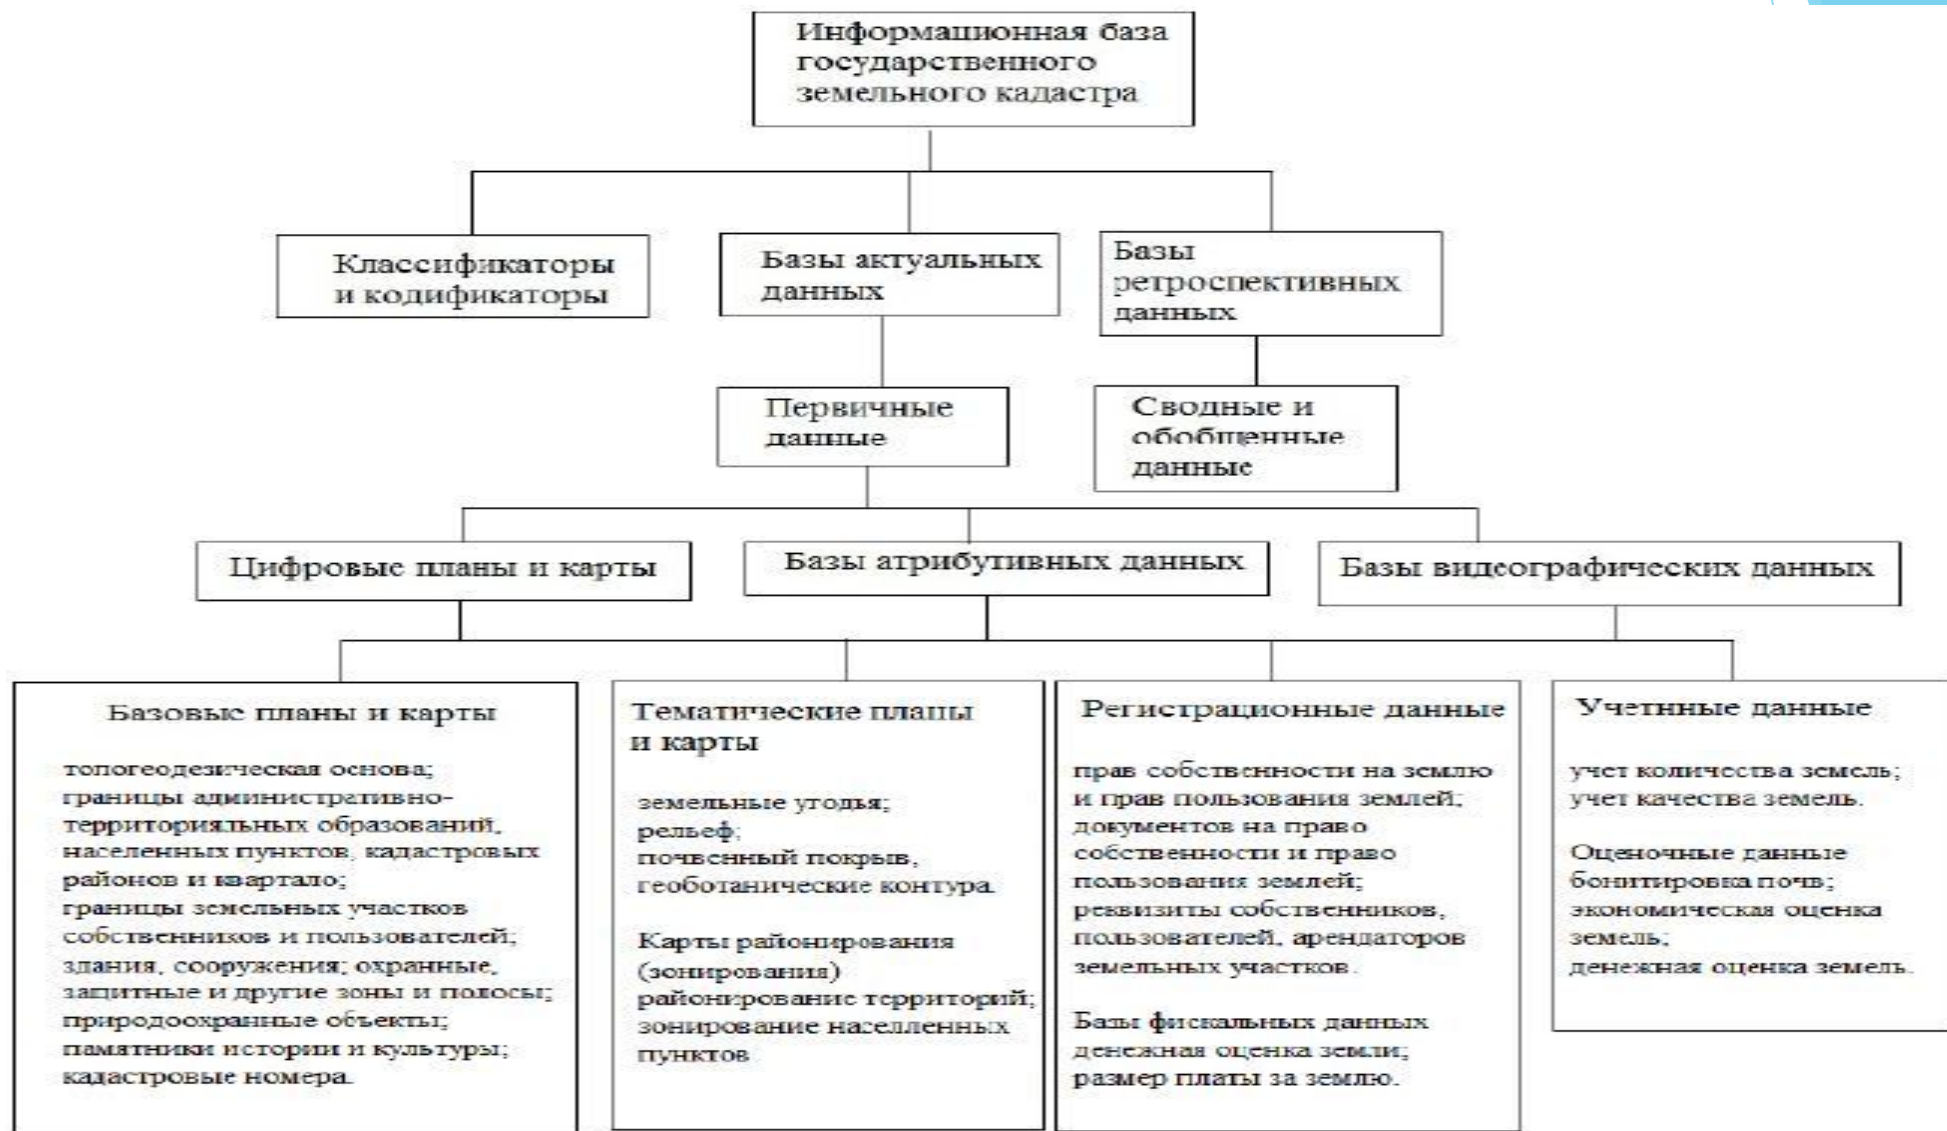 Информационная база
государственного
земельного кадастра
Классификаторы
и кодификаторы
Базы актуальных
данных
Базы
ретроспективных
данных
Первичные
данные
Сводные и
обобщенные
данные
Цифровые планы и карты
Базы атрибутивных данных
Базы видеографических данных
Базовые планы и карты
топогеодезическая основа;
границы административно-
территорияльных образований,
населенных пунктов, кадастровых
районов и квартало;
границы земельных участков
собственников и пользователей;
здания, сооружения; охранные,
защитные и другие зоны и полосы;
природоохранные объекты;
памятники истории и культуры;
кадастровые номера.
Тематические планы
и карты
земельные угодья;
рельеф;
почвенный покрыв,
геоботанические контура.
Карты районирования
(зонирования)
районирование территорий;
зонирование населленных
пунктов
Регистрационные данные
прав собственности на землю
и прав пользования землей;
документов на право
собственности и право
пользования землей;
реквизиты собственников,
пользователей, арендаторов
земельных участков.
Базы фискальных данных
денежная оценка земли;
размер платы за землю.
Учетнные данные
учет количества земель;
учет качества земель.
Оценочные данные
бонитировка почв;
экономическая оценка
земель;
денежная оценка земель.